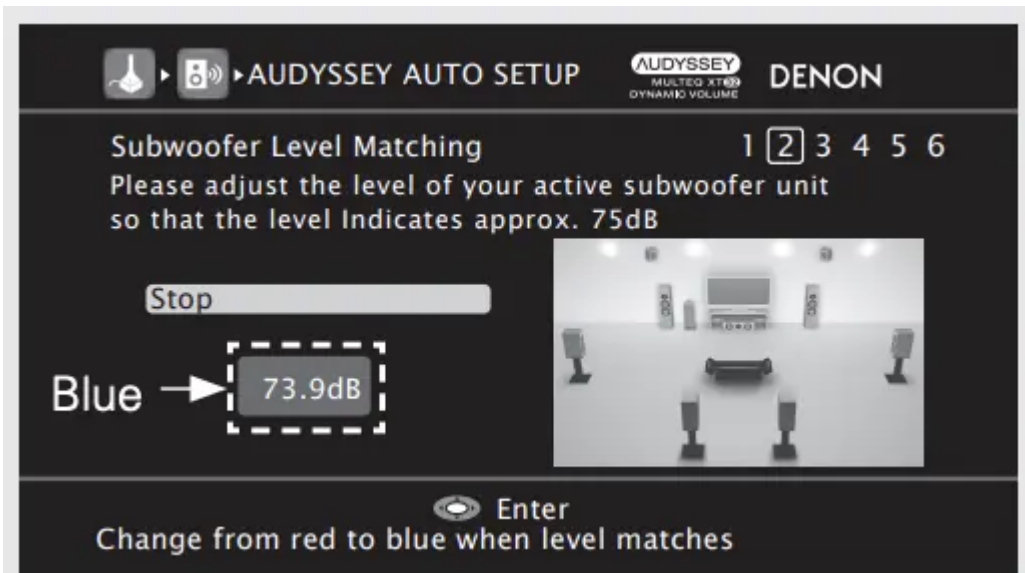 AUDYSSEY AUTO SETUP
AUDYSSEY
MULTEQ XT32
DYNAMIC VOLUME
DENON
Subwoofer Level Matching
1 2 3 4 5 6
Please adjust the level of your active subwoofer unit
so that the level Indicates approx. 75dB
Stop
Blue
73.9dB
Enter
Change from red to blue when level matches